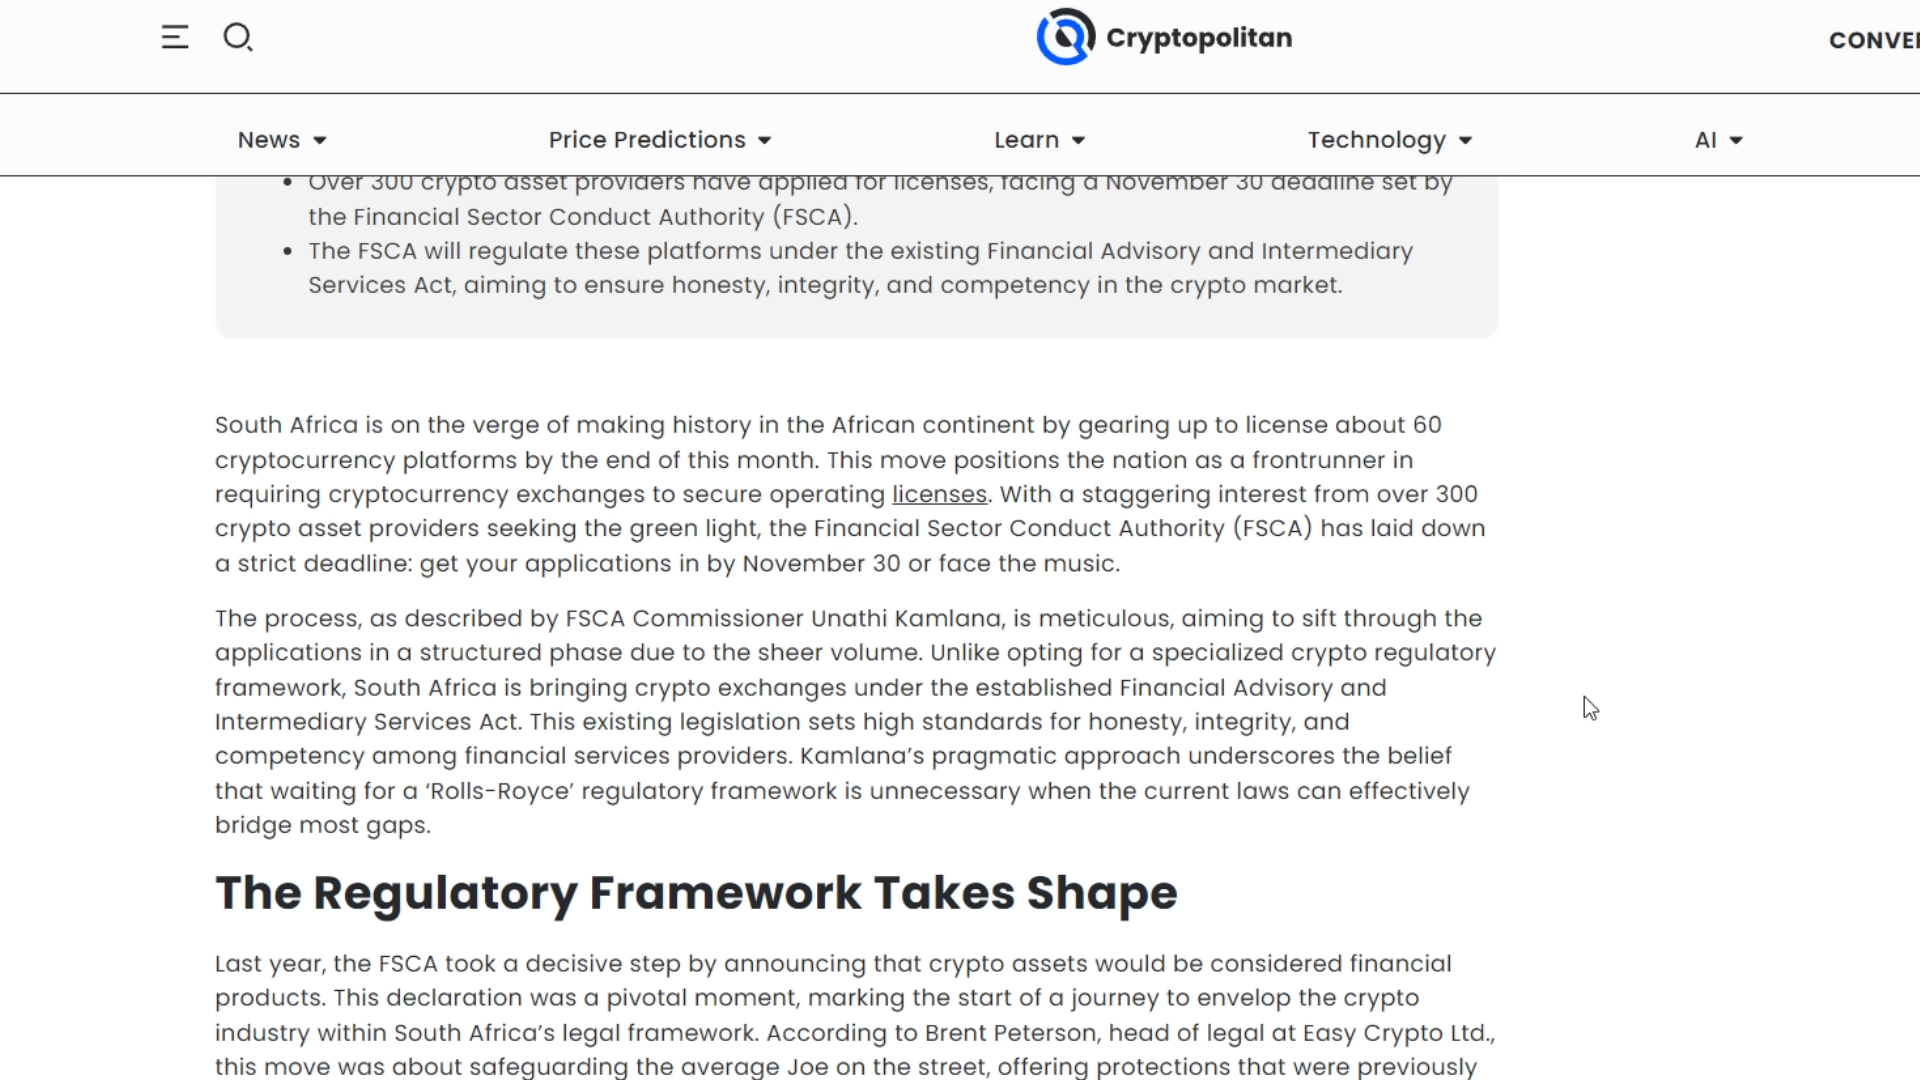 Cryptopolitan
CONVE
News
Price Predictions
Learn
Technology
AI
Over 300 crypto asset providers have applied for licenses, facing a November 30 deadline set by
the Financial Sector Conduct Authority (FSCA).
The FSCA will regulate these platforms under the existing Financial Advisory and Intermediary
Services Act, aiming to ensure honesty, integrity, and competency in the crypto market.
South Africa is on the verge of making history in the African continent by gearing up to license about 60
cryptocurrency platforms by the end of this month. This move positions the nation as a frontrunner in
requiring cryptocurrency exchanges to secure operating licenses. With a staggering interest from over 300
crypto asset providers seeking the green light, the Financial Sector Conduct Authority (FSCA) has laid down
a strict deadline: get your applications in by November 30 or face the music.
The process, as described by FSCA Commissioner Unathi Kamlana, is meticulous, aiming to sift through the
applications in a structured phase due to the sheer volume. Unlike opting for a specialized crypto regulatory
framework, South Africa is bringing crypto exchanges under the established Financial Advisory and
Intermediary Services Act. This existing legislation sets high standards for honesty, integrity, and
competency among financial services providers. Kamlana’s pragmatic approach underscores the belief
that waiting for a ‘Rolls-Royce’ regulatory framework is unnecessary when the current laws can effectively
bridge most gaps.
The Regulatory Framework Takes Shape
Last year, the FSCA took a decisive step by announcing that crypto assets would be considered financial
products. This declaration was a pivotal moment, marking the start of a journey to envelop the crypto
industry within South Africa’s legal framework. According to Brent Peterson, head of legal at Easy Crypto Ltd.,
this move was about safeguarding the average Joe on the street, offering protections that were previously